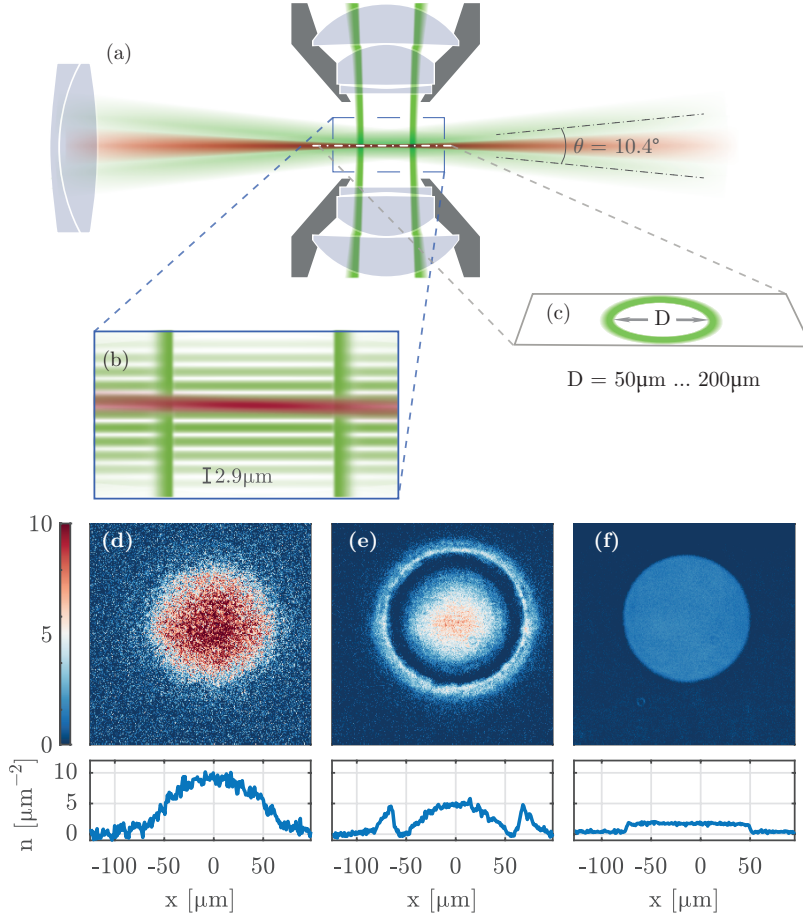 (a)
θ = 10.4°
(c)
D
D = 50µm ... 200µm
(b)
2.9µm
10
5
0
(d)
(e)
(f)
10
5
0
n [µm⁻²]
-100 -50 0 50
-100 -50 0 50
-100 -50 0 50
x [µm]
x [µm]
x [µm]